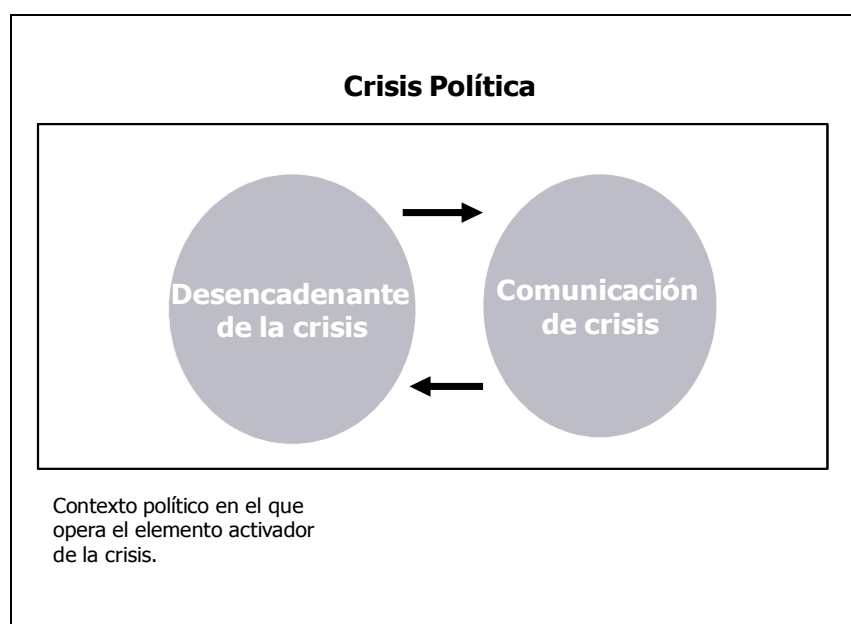 Crisis Política
Desencadenante
de la crisis
Comunicación
de crisis
Contexto político en el que
opera el elemento activador
de la crisis.